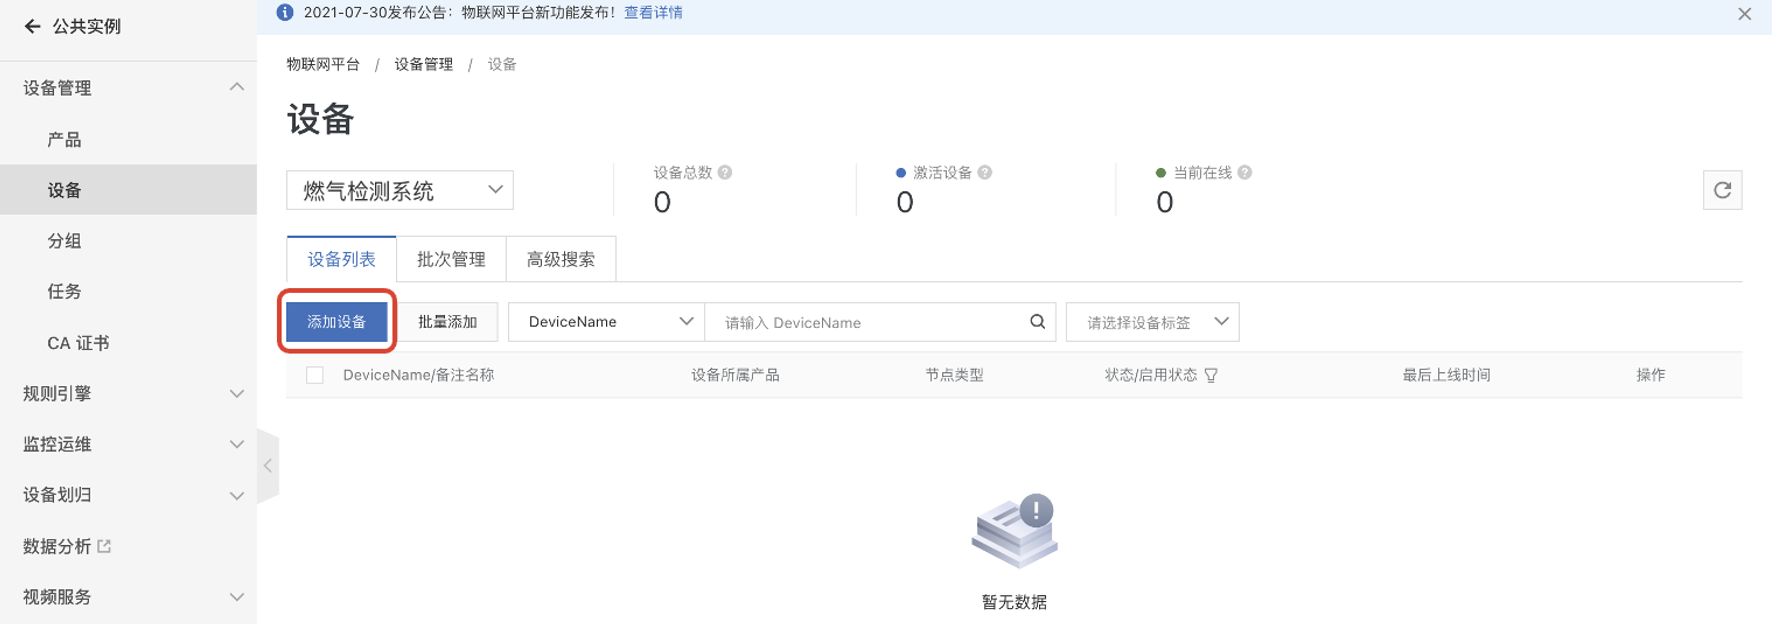 公共实例
2021-07-30发布公告：物联网平台新功能发布！查看详情
设备管理
产品
设备
分组
任务
CA 证书
规则引擎
监控运维
设备划归
数据分析
视频服务
物联网平台 / 设备管理 / 设备
设备
燃气检测系统
设备总数 ?
0
激活设备 ?
0
当前在线 ?
0
设备列表 批次管理 高级搜索
添加设备 批量添加 DeviceName 请输入 DeviceName 请选择设备标签
DeviceName/备注名称 设备所属产品 节点类型 状态/启用状态 最后上线时间 操作
暂无数据